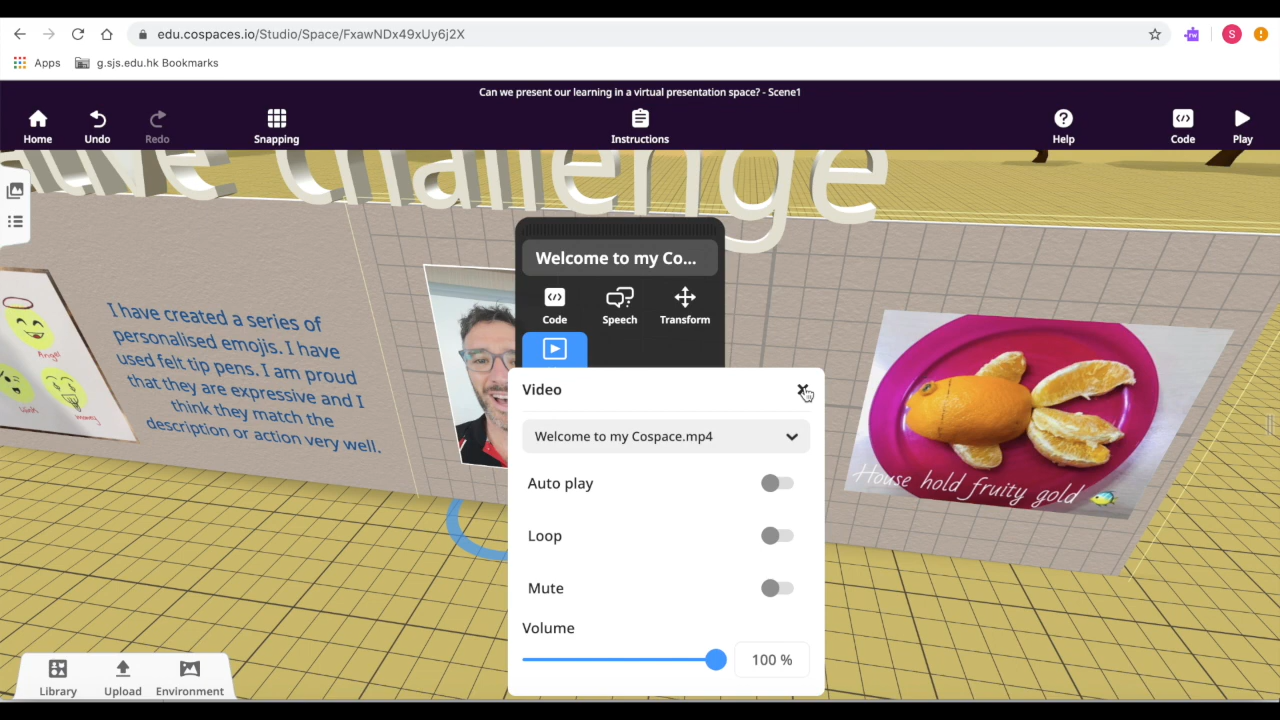 edu.cospaces.io/Studio/Space/FxawNDx49xUy6j2X
S
Apps
g.sjs.edu.hk Bookmarks
Can we present our learning in a virtual presentation space? - Scene1
Home
Undo
Redo
Snapping
Instructions
Help
Code
Play
Challenge
Welcome to my Co...
Code
Speech
Transform
Angel
I have created a series of
personalised emojis. I have
used felt tip pens. I am proud
that they are expressive and I
think they match the
description or action very well.
Video
Welcome to my Cospace.mp4
Auto play
Loop
Mute
Volume
100 %
House hold fruity gold
Library
Upload
Environment